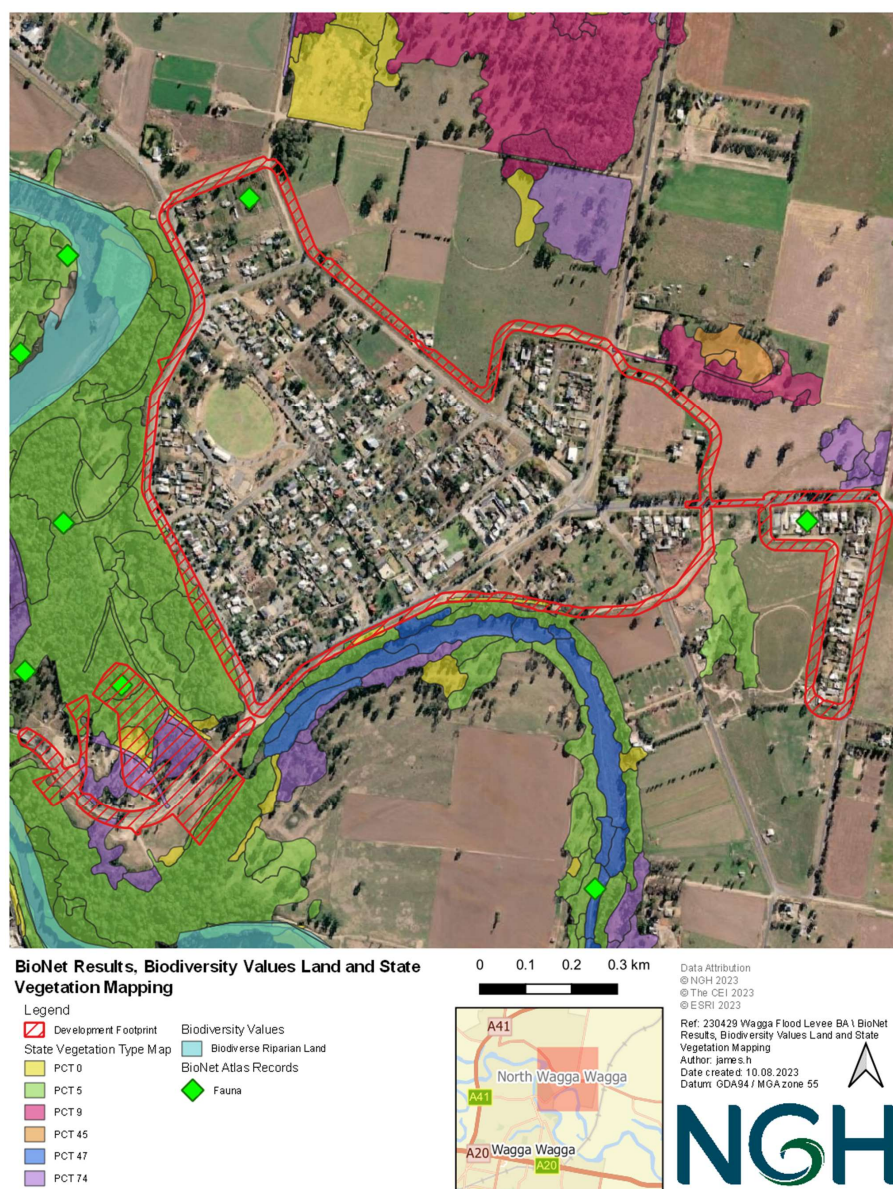 BioNet Results, Biodiversity Values Land and State
Vegetation Mapping
Legend
Development Footprint
State Vegetation Type Map
PCT 0
PCT 5
PCT 9
PCT 45
PCT 47
PCT 74
Biodiversity Values
Biodiverse Riparian Land
BioNet Atlas Records
Fauna
0 0.1 0.2 0.3 km
A41
North Wagga Wagga
A41
A20 Wagga Wagga
A20
Data Attribution
© NGH 2023
© The CEI 2023
© ESRI 2023
Ref: 230429 Wagga Flood Levee BA \ BioNet
Results, Biodiversity Values Land and State
Vegetation Mapping
Author: james.h
Date created: 10.08.2023
Datum: GDA94 / MGA zone 55
NGH